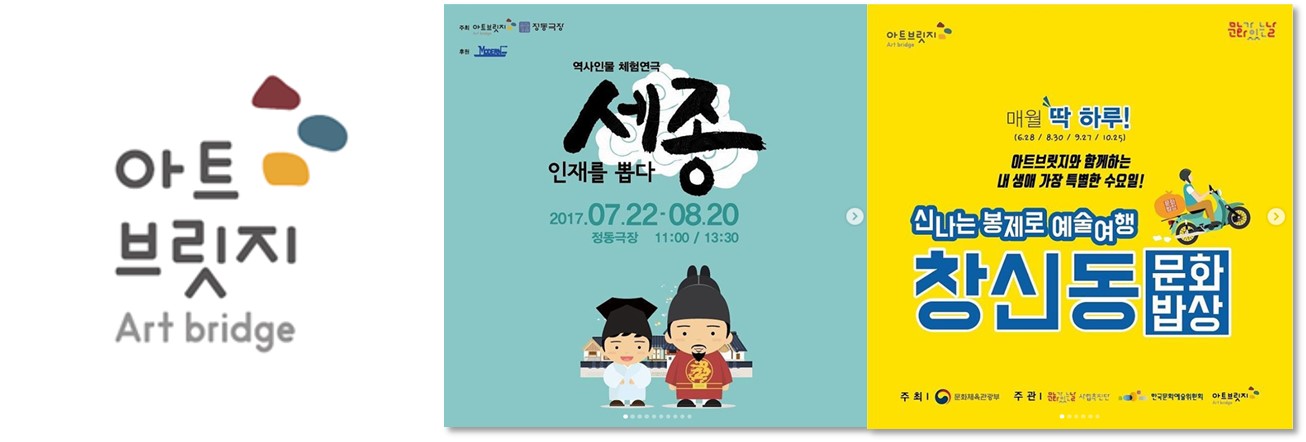 아트
브릿지
Art bridge
주최 아트브릿지 Art bridge 정동극장
후원 MODERN
역사인물 체험연극
세종
인재를 뽑다
2017.07.22-08.20
정동극장 11:00 / 13:30
아트브릿지
Art bridge
문화가있는날
매월 딱 하루!
(6.28 / 8.30 / 9.27 / 10.25)
아트브릿지와 함께하는
내 생애 가장 특별한 수요일!
신나는 봉제로 예술여행
창신동 문화밥상
주최 | 문화체육관광부 주관 | 문화가있는날 사업추진단 한국문화예술위원회 아트브릿지 Art bridge